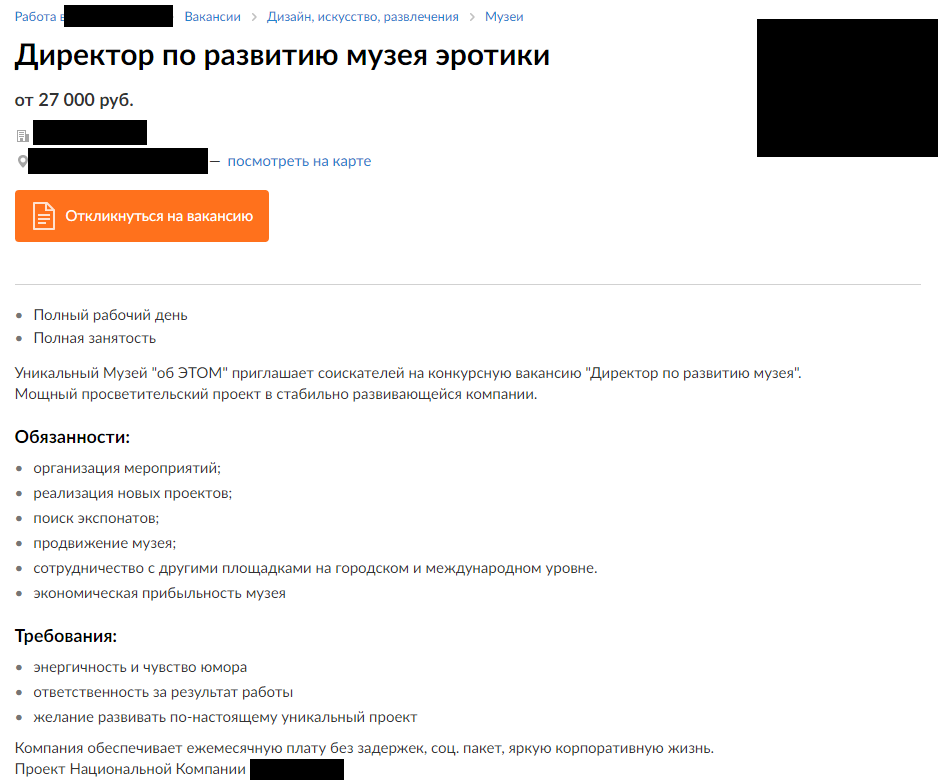 Работа в Вакансии > Дизайн, искусство, развлечения > Музеи
Директор по развитию музея эротики
от 27 000 руб.
— посмотреть на карте
Откликнуться на вакансию
• Полный рабочий день
• Полная занятость
Уникальный Музей "об ЭТОМ" приглашает соискателей на конкурсную вакансию "Директор по развитию музея".
Мощный просветительский проект в стабильно развивающейся компании.
Обязанности:
• организация мероприятий;
• реализация новых проектов;
• поиск экспонатов;
• продвижение музея;
• сотрудничество с другими площадками на городском и международном уровне.
• экономическая прибыльность музея
Требования:
• энергичность и чувство юмора
• ответственность за результат работы
• желание развивать по-настоящему уникальный проект
Компания обеспечивает ежемесячную плату без задержек, соц. пакет, яркую корпоративную жизнь.
Проект Национальной Компании